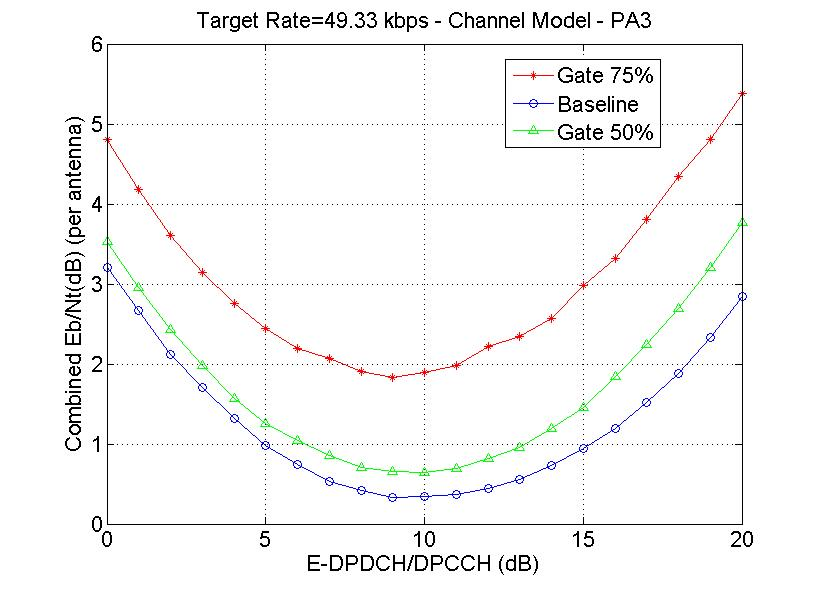 Target Rate=49.33 kbps - Channel Model - PA3
6
5
4
3
2
1
0
Combined Eb/Nt(dB) (per antenna)
Gate 75%
Baseline
Gate 50%
0 5 10 15 20
E-DPDCH/DPCCH (dB)